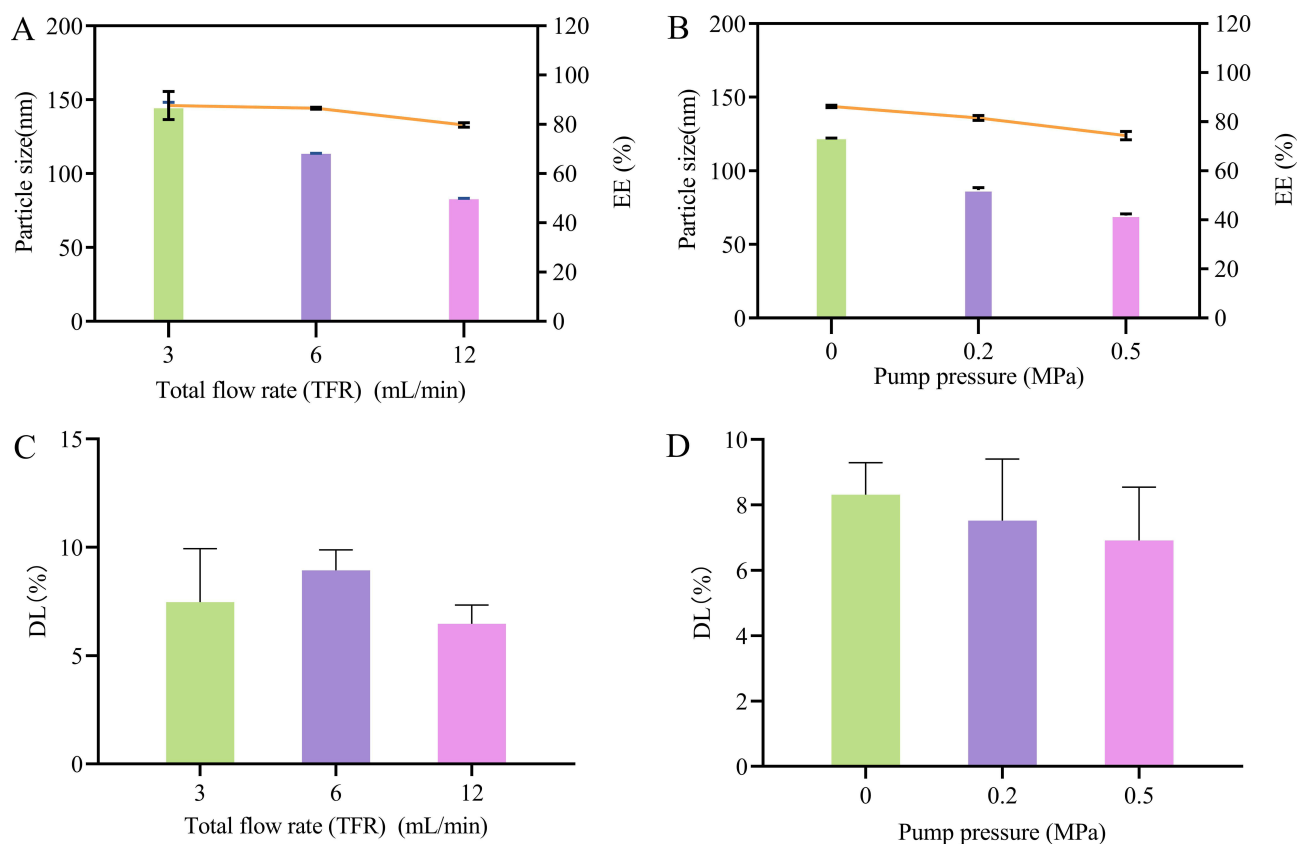 A
200
150
100
50
0
Particle size(nm)
120
100
80
60
40
20
0
EE (%)
3 6 12
Total flow rate (TFR) (mL/min)
B
200
150
100
50
0
Particle size(nm)
120
100
80
60
40
20
0
EE (%)
0 0.2 0.5
Pump pressure (MPa)
C
15
10
5
0
DL(%)
3 6 12
Total flow rate (TFR) (mL/min)
D
10
8
6
4
2
0
DL(%)
0 0.2 0.5
Pump pressure (MPa)